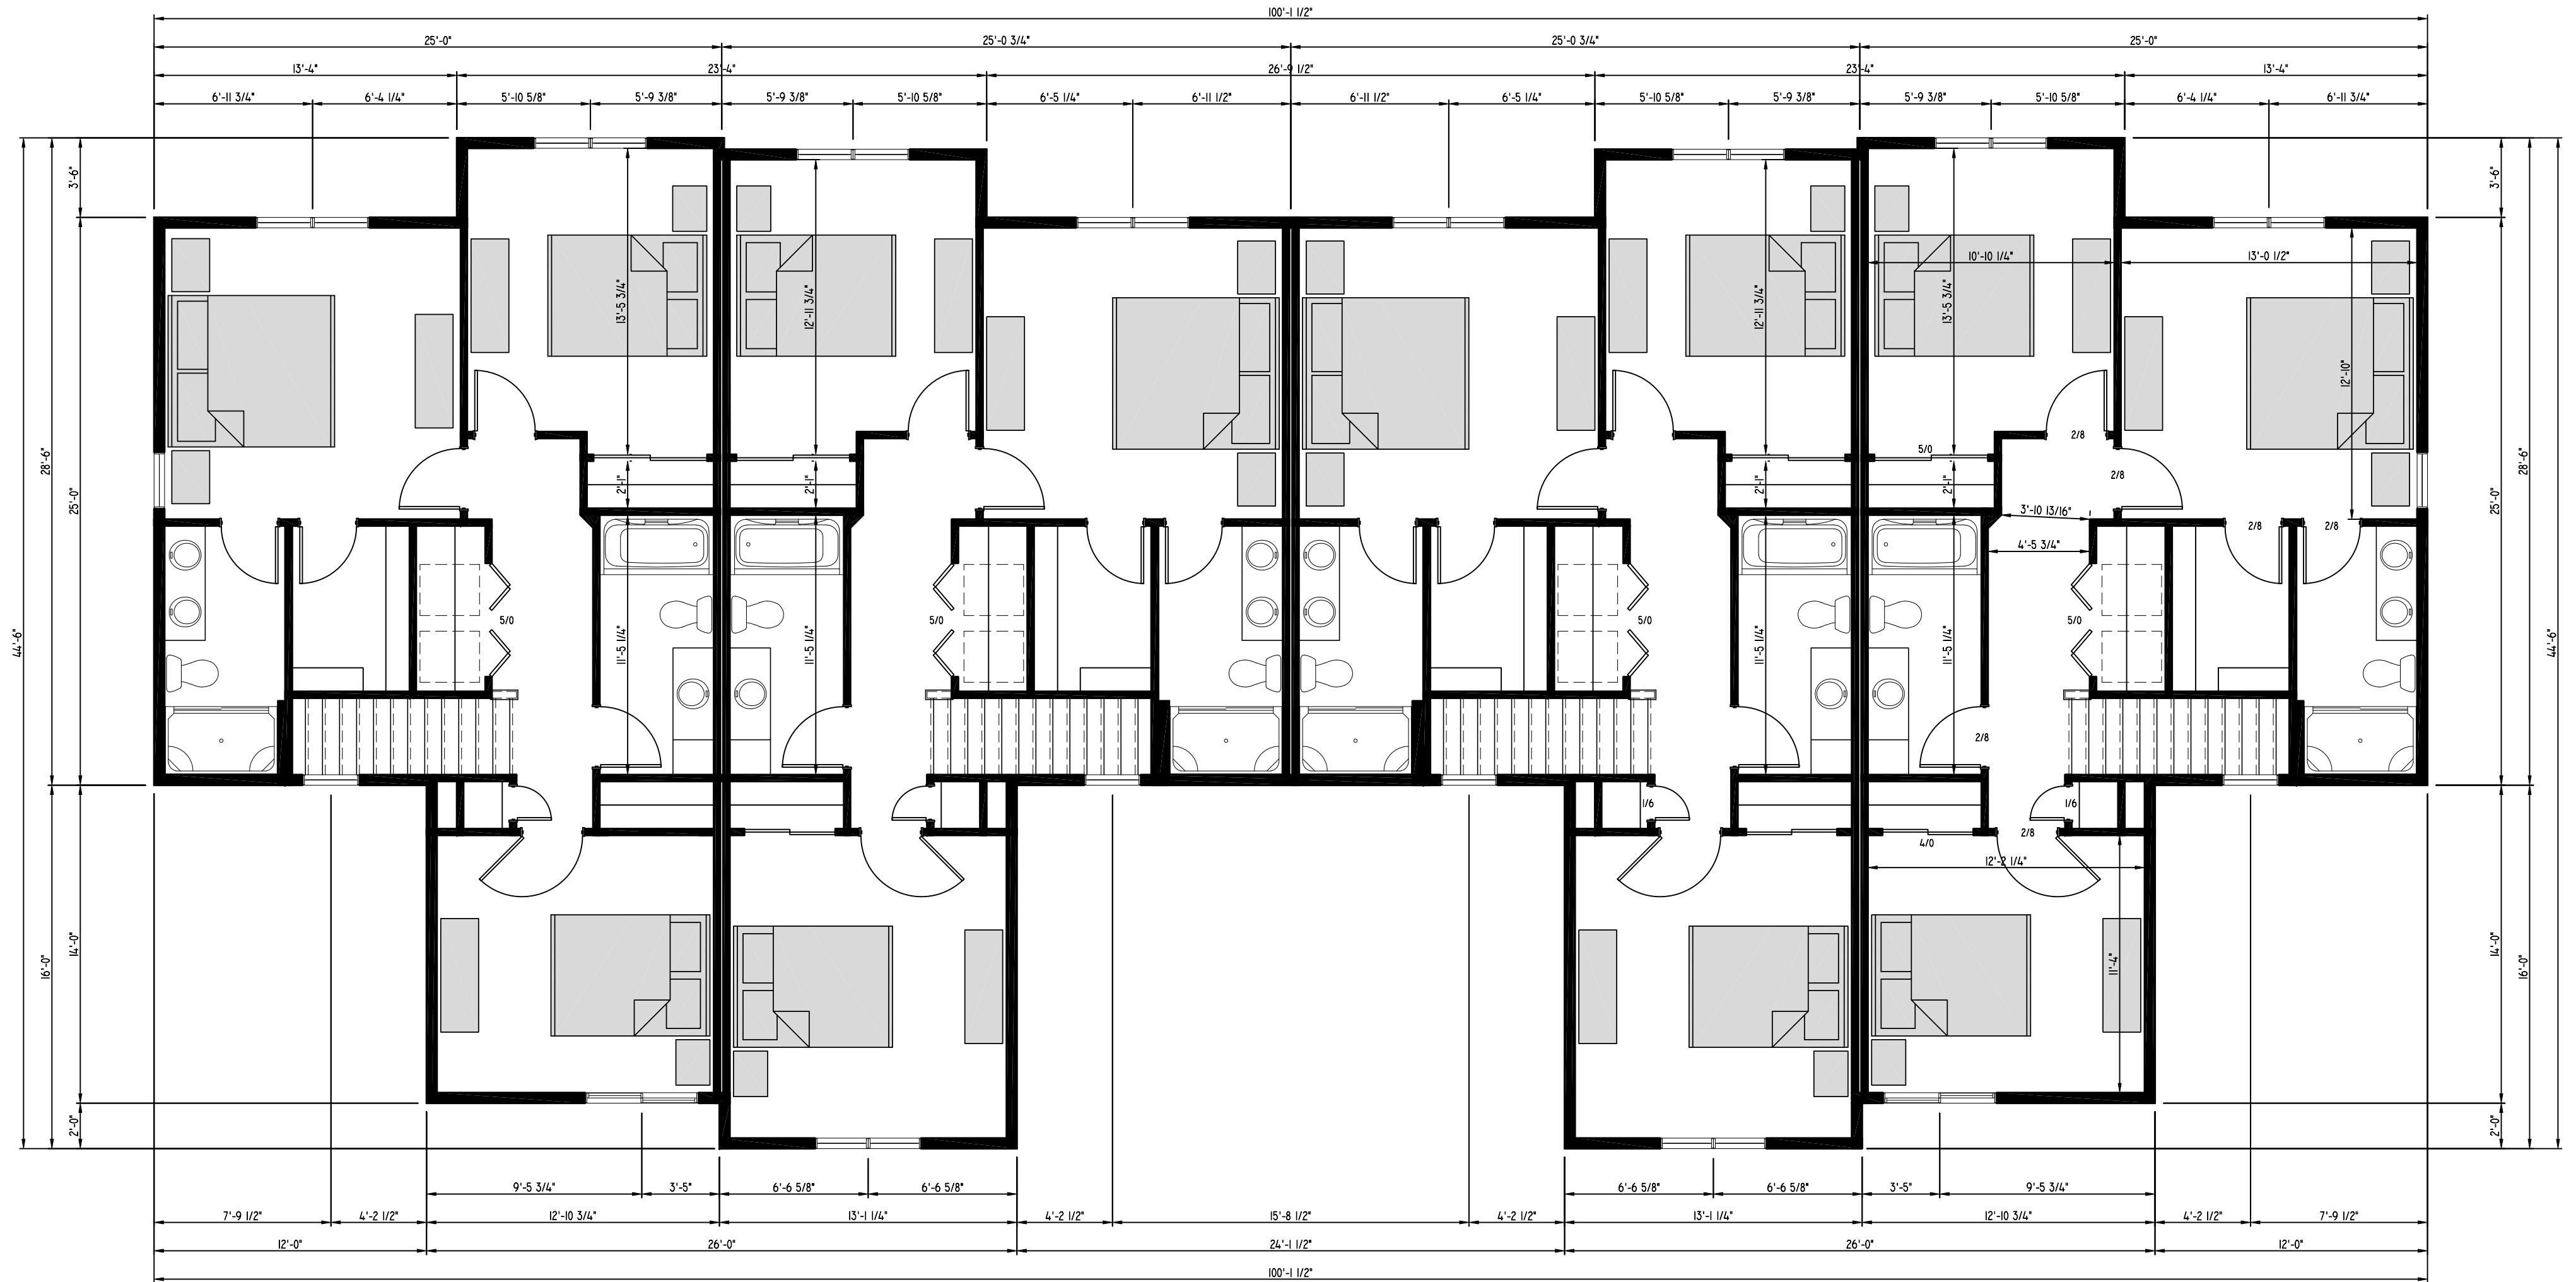 100'-1 1/2"
25'-0" 25'-0 3/4" 25'-0 3/4" 25'-0"
13'-4" 23'-4" 26'-9 1/2" 23'-4" 13'-4"
6'-11 3/4" 6'-4 1/4" 5'-10 5/8" 5'-9 3/8" 5'-9 3/8" 5'-10 5/8" 6'-5 1/4" 6'-11 1/2" 6'-11 1/2" 6'-5 1/4" 5'-10 5/8" 5'-9 3/8" 5'-9 3/8" 5'-10 5/8" 6'-4 1/4" 6'-11 3/4"
3'-6" 3'-6"
10'-10 1/4" 13'-0 1/2"
13'-5 3/4" 12'-11 3/4" 12'-11 3/4" 13'-5 3/4"
12'-10"
2/8
5/0
28'-6" 28'-6"
2/8
2'-1" 2'-1" 2'-1" 2'-1"
25'-0" 25'-0"
3'-10 13/16"
2/8 2/8
4'-5 3/4"
5/0 5/0 5/0 5/0
44'-6" 11'-5 1/4" 11'-5 1/4" 11'-5 1/4" 11'-5 1/4" 44'-6"
2/8
1/6 1/6
2/8
4/0
12'-2 1/4"
14'-0" 14'-0"
16'-0" 11'-4" 16'-0"
2'-0" 2'-0"
9'-5 3/4" 3'-5" 6'-6 5/8" 6'-6 5/8" 6'-6 5/8" 6'-6 5/8" 3'-5" 9'-5 3/4"
7'-9 1/2" 4'-2 1/2" 12'-10 3/4" 13'-1 1/4" 4'-2 1/2" 15'-8 1/2" 4'-2 1/2" 13'-1 1/4" 12'-10 3/4" 4'-2 1/2" 7'-9 1/2"
12'-0" 26'-0" 24'-1 1/2" 26'-0" 12'-0"
100'-1 1/2"